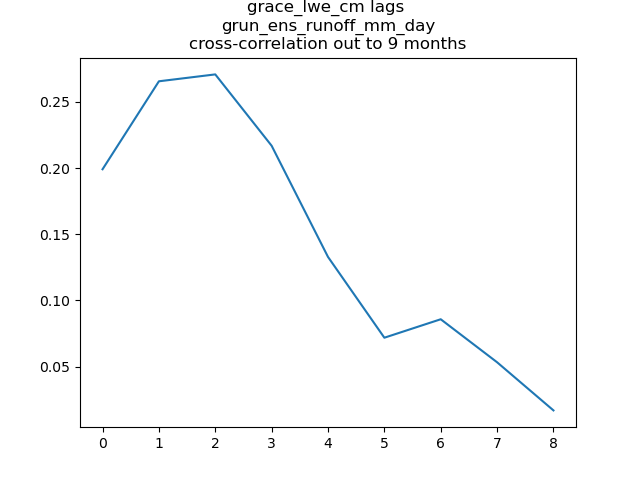 grace_lwe_cm lags
grun_ens_runoff_mm_day
cross-correlation out to 9 months
0.25
0.20
0.15
0.10
0.05
0 1 2 3 4 5 6 7 8